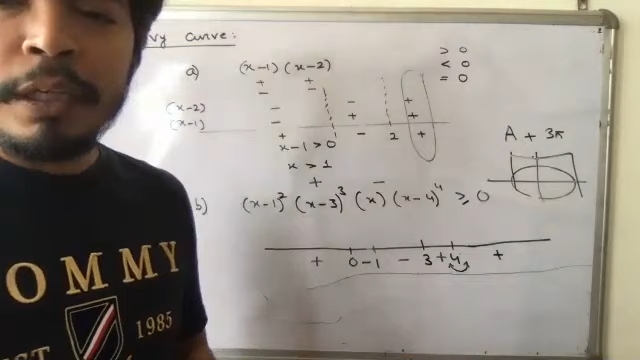 vy curve:
a) (x-1)(x-2)
> 0
< 0
= 0
+ +
- -
(x-2) - - +
(x-1) - + +
+ - 2 +
x-1 > 0
x > 1
A + 3π
+ -
b) (x-1)² (x-3)³ (x) (x-4)⁴ ≥ 0
+ 0 - 1 - 3 + 4 +
OMMY
1985